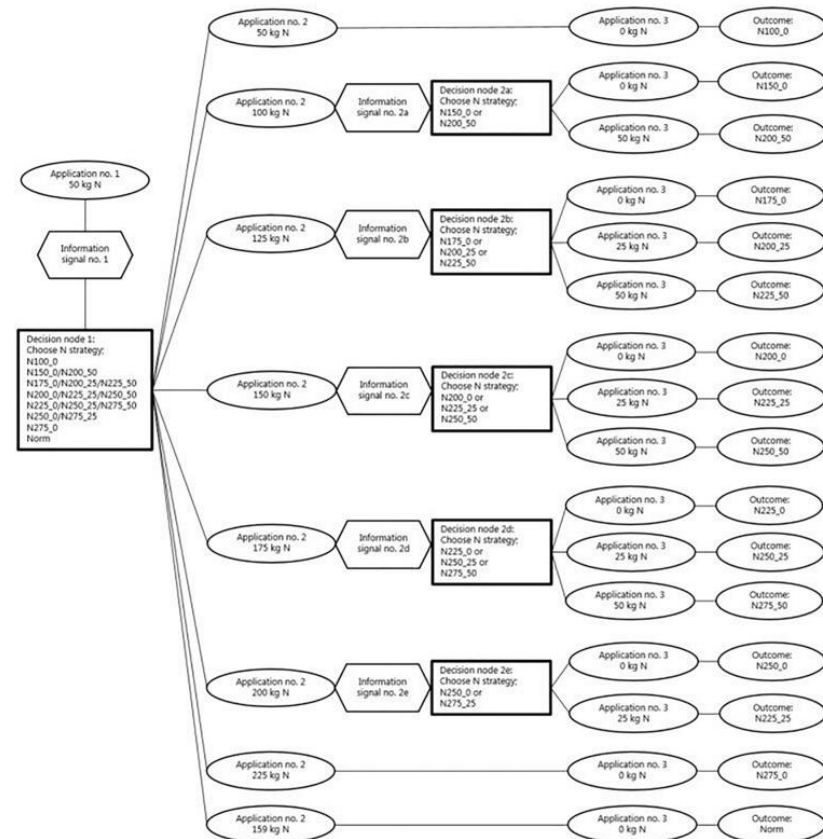 Application no. 1
50 kg N
Information
signal no. 1
Decision node 1:
Choose N strategy:
N100_0
N150_0/N200_50
N175_0/N200_25/N225_50
N200_0/N225_25/N250_50
N225_0/N250_25/N275_50
N250_0/N275_25
N275_0
Norm
Application no. 2
50 kg N
Application no. 3
0 kg N
Outcome:
N100_0
Application no. 2
100 kg N
Information
signal no. 2a
Decision node 2a:
Choose N strategy:
N150_0 or
N200_50
Application no. 3
0 kg N
Outcome:
N150_0
Application no. 3
50 kg N
Outcome:
N200_50
Application no. 2
125 kg N
Information
signal no. 2b
Decision node 2b:
Choose N strategy:
N175_0 or
N200_25 or
N225_50
Application no. 3
0 kg N
Outcome:
N175_0
Application no. 3
25 kg N
Outcome:
N200_25
Application no. 3
50 kg N
Outcome:
N225_50
Application no. 2
150 kg N
Information
signal no. 2c
Decision node 2c:
Choose N strategy:
N200_0 or
N225_25 or
N250_50
Application no. 3
0 kg N
Outcome:
N200_0
Application no. 3
25 kg N
Outcome:
N225_25
Application no. 3
50 kg N
Outcome:
N250_50
Application no. 2
175 kg N
Information
signal no. 2d
Decision node 2d:
Choose N strategy:
N225_0 or
N250_25 or
N275_50
Application no. 3
0 kg N
Outcome:
N225_0
Application no. 3
25 kg N
Outcome:
N250_25
Application no. 3
50 kg N
Outcome:
N275_50
Application no. 2
200 kg N
Information
signal no. 2e
Decision node 2e:
Choose N strategy:
N250_0 or
N275_25
Application no. 3
0 kg N
Outcome:
N250_0
Application no. 3
25 kg N
Outcome:
N225_25
Application no. 2
225 kg N
Application no. 3
0 kg N
Outcome:
N275_0
Application no. 2
159 kg N
Application no. 3
0 kg N
Outcome:
Norm